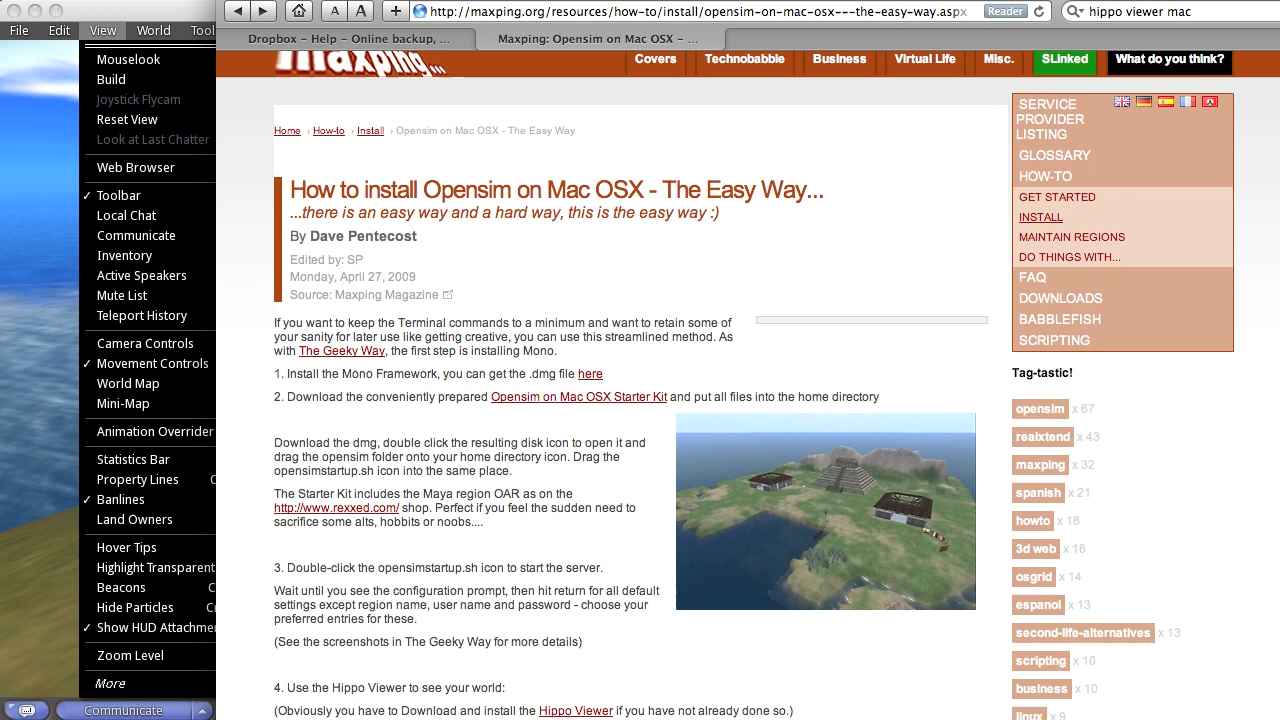 File Edit View World Tool
Mouselook
Build
Joystick Flycam
Reset View
Look at Last Chatter
Web Browser
✓ Toolbar
Local Chat
Communicate
Inventory
Active Speakers
Mute List
Teleport History
Camera Controls
✓ Movement Controls
World Map
Mini-Map
Animation Overrider
Statistics Bar
Property Lines C
✓ Banlines
Land Owners
Hover Tips
Highlight Transparent
Beacons C
Hide Particles C
✓ Show HUD Attachme
Zoom Level
More
Communicate
A A + http://maxping.org/resources/how-to/install/opensim-on-mac-osx---the-easy-way.aspx Reader hippo viewer mac
Dropbox – Help – Online backup, ... Maxping: Opensim on Mac OSX – ...
maxping... Covers Technobabble Business Virtual Life Misc. SLinked What do you think?
Home › How-to › Install › Opensim on Mac OSX - The Easy Way
How to install Opensim on Mac OSX - The Easy Way...
...there is an easy way and a hard way, this is the easy way :)
By Dave Pentecost
Edited by: SP
Monday, April 27, 2009
Source: Maxping Magazine
If you want to keep the Terminal commands to a minimum and want to retain some of
your sanity for later use like getting creative, you can use this streamlined method. As
with The Geeky Way, the first step is installing Mono.
1. Install the Mono Framework, you can get the .dmg file here
2. Download the conveniently prepared Opensim on Mac OSX Starter Kit and put all files into the home directory
Download the dmg, double click the resulting disk icon to open it and
drag the opensim folder onto your home directory icon. Drag the
opensimstartup.sh icon into the same place.
The Starter Kit includes the Maya region OAR as on the
http://www.rexxed.com/ shop. Perfect if you feel the sudden need to
sacrifice some alts, hobbits or noobs....
3. Double-click the opensimstartup.sh icon to start the server.
Wait until you see the configuration prompt, then hit return for all default
settings except region name, user name and password - choose your
preferred entries for these.
(See the screenshots in The Geeky Way for more details)
4. Use the Hippo Viewer to see your world:
(Obviously you have to Download and install the Hippo Viewer if you have not already done so.)
SERVICE
PROVIDER
LISTING
GLOSSARY
HOW-TO
GET STARTED
INSTALL
MAINTAIN REGIONS
DO THINGS WITH...
FAQ
DOWNLOADS
BABBLEFISH
SCRIPTING
Tag-tastic!
opensim x 67
realxtend x 43
maxping x 32
spanish x 21
howto x 18
3d web x 16
osgrid x 14
espanol x 13
second-life-alternatives x 13
scripting x 10
business x 10
linux x 9